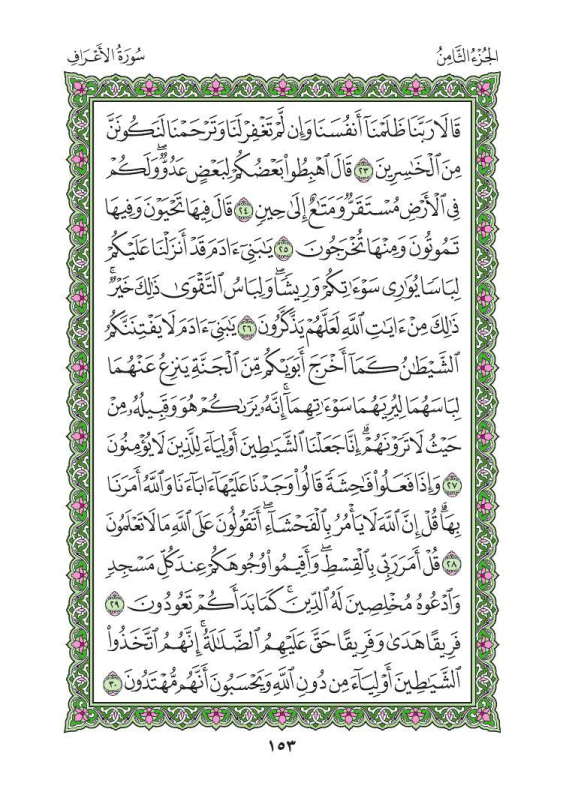 الجُزْءُ الثَّامِنُ
سُورَةُ الأَعْرَافِ
قَالَا رَبَّنَا ظَلَمْنَآ أَنفُسَنَا وَإِن لَّمْ تَغْفِرْ لَنَا وَتَرْحَمْنَا لَنَكُونَنَّ
مِنَ ٱلْخَٰسِرِينَ ٢٣ قَالَ ٱهْبِطُوا۟ بَعْضُكُمْ لِبَعْضٍ عَدُوٌّ ۖ وَلَكُمْ
فِى ٱلْأَرْضِ مُسْتَقَرٌّ وَمَتَٰعٌ إِلَىٰ حِينٍ ٢٤ قَالَ فِيهَا تَحْيَوْنَ وَفِيهَا
تَمُوتُونَ وَمِنْهَا تُخْرَجُونَ ٢٥ يَٰبَنِىٓ ءَادَمَ قَدْ أَنزَلْنَا عَلَيْكُمْ
لِبَاسًا يُوَٰرِى سَوْءَٰتِكُمْ وَرِيشًا ۖ وَلِبَاسُ ٱلتَّقْوَىٰ ذَٰلِكَ خَيْرٌ ۚ
ذَٰلِكَ مِنْ ءَايَٰتِ ٱللَّهِ لَعَلَّهُمْ يَذَّكَّرُونَ ٢٦ يَٰبَنِىٓ ءَادَمَ لَا يَفْتِنَنَّكُمُ
ٱلشَّيْطَٰنُ كَمَآ أَخْرَجَ أَبَوَيْكُم مِّنَ ٱلْجَنَّةِ يَنزِعُ عَنْهُمَا
لِبَاسَهُمَا لِيُرِيَهُمَا سَوْءَٰتِهِمَآ ۗ إِنَّهُۥ يَرَىٰكُمْ هُوَ وَقَبِيلُهُۥ مِنْ
حَيْثُ لَا تَرَوْنَهُمْ ۗ إِنَّا جَعَلْنَا ٱلشَّيَٰطِينَ أَوْلِيَآءَ لِلَّذِينَ لَا يُؤْمِنُونَ
٢٧ وَإِذَا فَعَلُوا۟ فَٰحِشَةً قَالُوا۟ وَجَدْنَا عَلَيْهَآ ءَابَآءَنَا وَٱللَّهُ أَمَرَنَا
بِهَا ۗ قُلْ إِنَّ ٱللَّهَ لَا يَأْمُرُ بِٱلْفَحْشَآءِ ۖ أَتَقُولُونَ عَلَى ٱللَّهِ مَا لَا تَعْلَمُونَ
٢٨ قُلْ أَمَرَ رَبِّى بِٱلْقِسْطِ ۖ وَأَقِيمُوا۟ وُجُوهَكُمْ عِندَ كُلِّ مَسْجِدٍ
وَٱدْعُوهُ مُخْلِصِينَ لَهُ ٱلدِّينَ ۚ كَمَا بَدَأَكُمْ تَعُودُونَ ٢٩
فَرِيقًا هَدَىٰ وَفَرِيقًا حَقَّ عَلَيْهِمُ ٱلضَّلَٰلَةُ ۗ إِنَّهُمُ ٱتَّخَذُوا۟
ٱلشَّيَٰطِينَ أَوْلِيَآءَ مِن دُونِ ٱللَّهِ وَيَحْسَبُونَ أَنَّهُم مُّهْتَدُونَ ٣٠
١٥٣